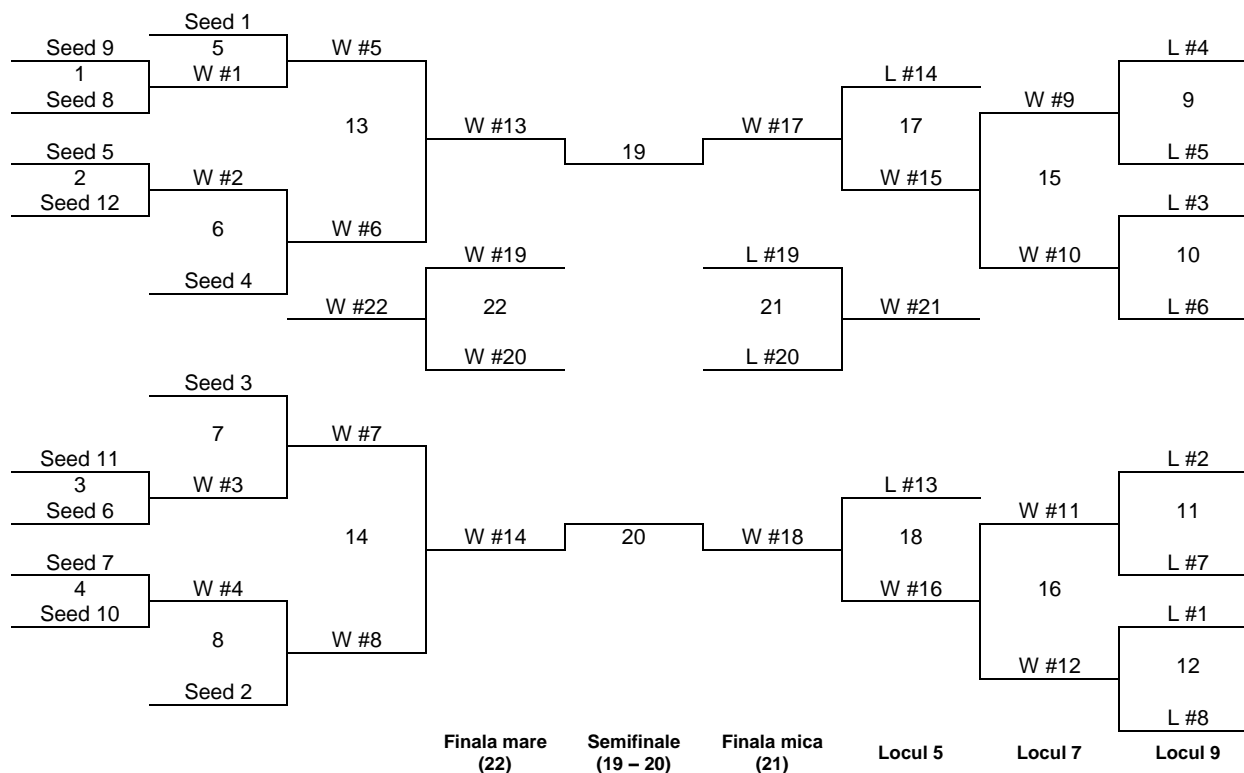 Seed 1
Seed 9
5
W #5
L #4
1
W #1
L #14
Seed 8
W #9
9
13
W #13
W #17
17
Seed 5
19
L #5
2
W #2
W #15
15
Seed 12
L #3
6
W #6
W #19
L #19
W #10
10
Seed 4
W #22
22
21
W #21
L #6
W #20
L #20
Seed 3
7
W #7
Seed 11
L #2
3
W #3
L #13
Seed 6
W #11
11
14
W #14
20
W #18
18
Seed 7
L #7
4
W #4
W #16
16
Seed 10
L #1
8
W #8
W #12
12
Seed 2
L #8
Finala mare
(22)
Semifinale
(19 – 20)
Finala mica
(21)
Locul 5
Locul 7
Locul 9